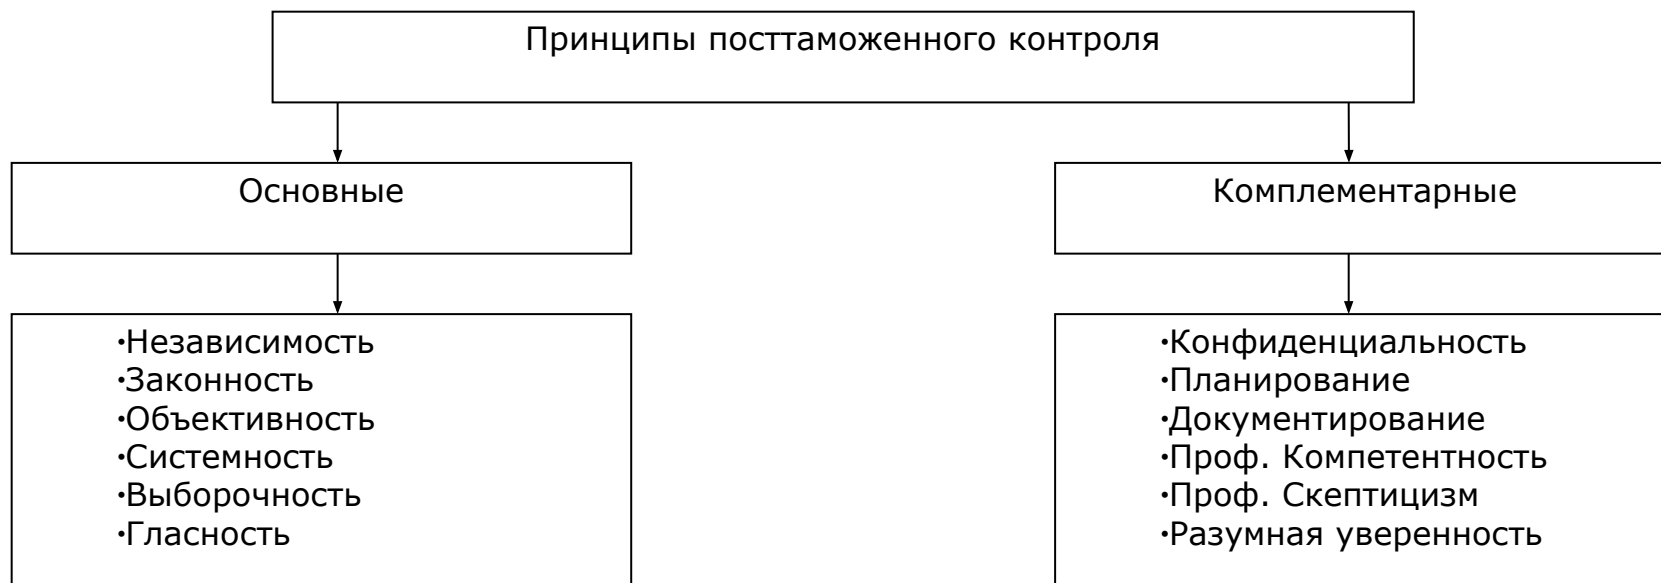 Принципы посттаможенного контроля
Основные
Комплементарные
·Независимость
·Законность
·Объективность
·Системность
·Выборочность
·Гласность
·Конфиденциальность
·Планирование
·Документирование
·Проф. Компетентность
·Проф. Скептицизм
·Разумная уверенность